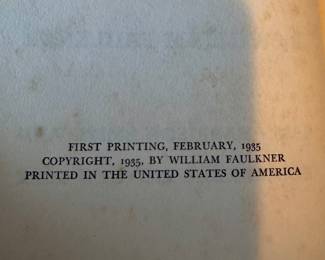 FIRST PRINTING, FEBRUARY, 1935
COPYRIGHT, 1935, BY WILLIAM FAULKNER
PRINTED IN THE UNITED STATES OF AMERICA